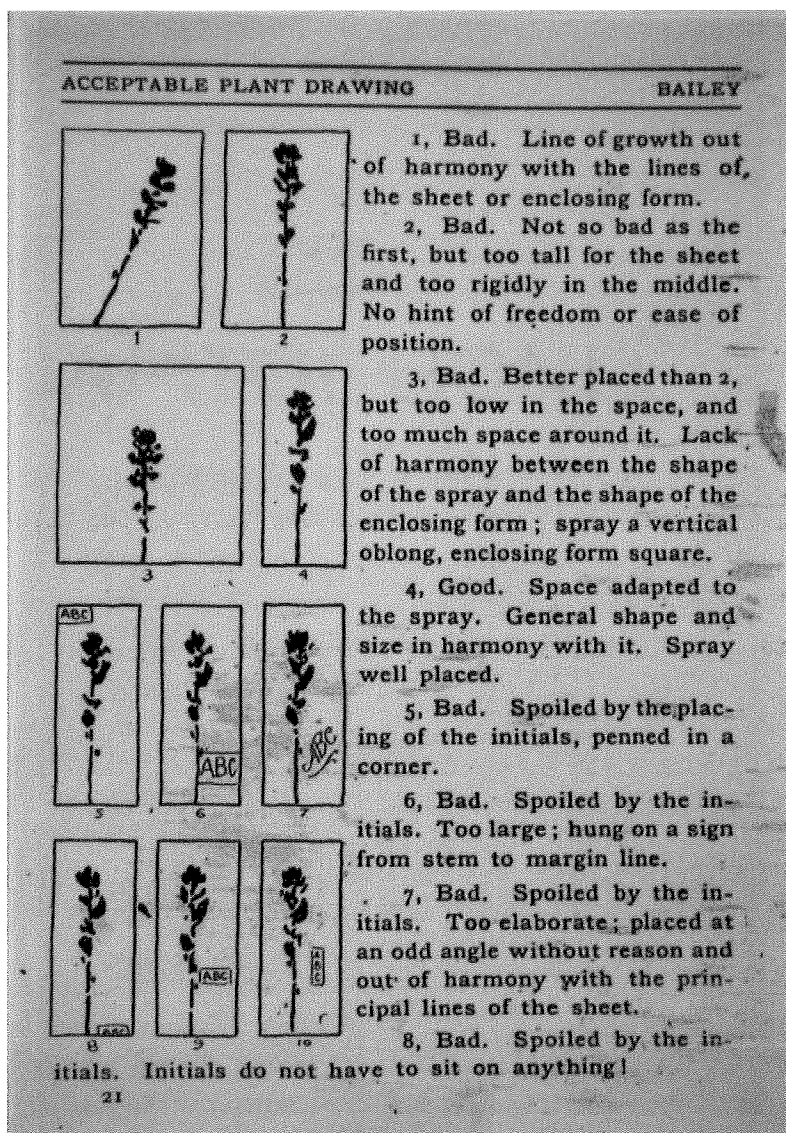 ACCEPTABLE PLANT DRAWING BAILEY
1, Bad. Line of growth out
of harmony with the lines of
the sheet or enclosing form.
2, Bad. Not so bad as the
first, but too tall for the sheet
and too rigidly in the middle.
No hint of freedom or ease of
position.
1
2
3, Bad. Better placed than 2,
but too low in the space, and
too much space around it. Lack
of harmony between the shape
of the spray and the shape of the
enclosing form; spray a vertical
oblong, enclosing form square.
3
4
4, Good. Space adapted to
the spray. General shape and
size in harmony with it. Spray
well placed.
5, Bad. Spoiled by the plac-
ing of the initials, penned in a
corner.
ABC
ABC
ABC
5
6
7
6, Bad. Spoiled by the in-
itials. Too large; hung on a sign
from stem to margin line.
7, Bad. Spoiled by the in-
itials. Too elaborate; placed at
an odd angle without reason and
out of harmony with the prin-
cipal lines of the sheet.
ABC
ABC
ABC
8
9
10
8, Bad. Spoiled by the in-
itials. Initials do not have to sit on anything!
21